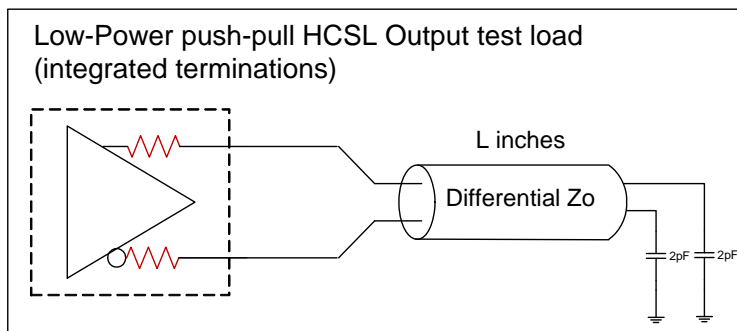 Low-Power push-pull HCSL Output test load
(integrated terminations)
L inches
Differential Zo
2pF
2pF